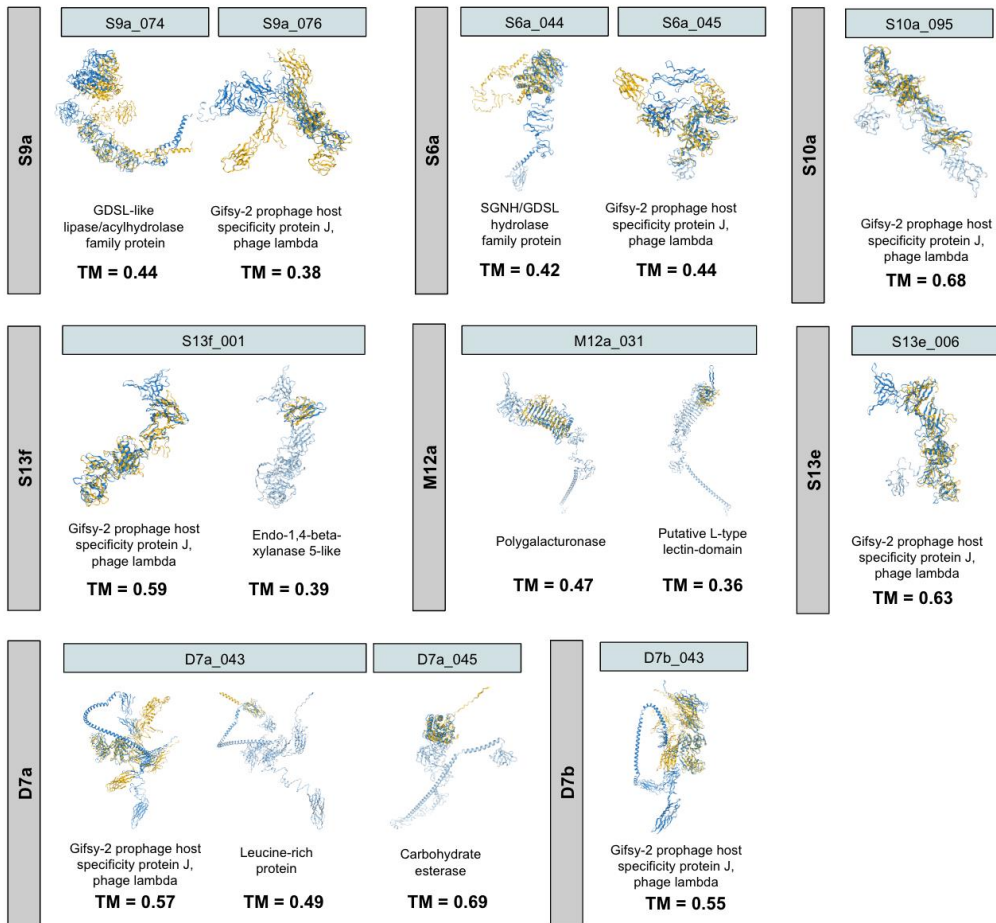 S9a
S9a_074
S9a_076
GDSL-like
lipase/acylhydrolase
family protein
TM = 0.44
Gifsy-2 prophage host
specificity protein J,
phage lambda
TM = 0.38
S6a
S6a_044
S6a_045
SGNH/GDSL
hydrolase
family protein
TM = 0.42
Gifsy-2 prophage host
specificity protein J,
phage lambda
TM = 0.44
S10a
S10a_095
Gifsy-2 prophage host
specificity protein J,
phage lambda
TM = 0.68
S13f
S13f_001
Gifsy-2 prophage host
specificity protein J,
phage lambda
TM = 0.59
Endo-1,4-beta-
xylanase 5-like
TM = 0.39
M12a
M12a_031
Polygalacturonase
TM = 0.47
Putative L-type
lectin-domain
TM = 0.36
S13e
S13e_006
Gifsy-2 prophage host
specificity protein J,
phage lambda
TM = 0.63
D7a
D7a_043
D7a_045
Gifsy-2 prophage host
specificity protein J,
phage lambda
TM = 0.57
Leucine-rich
protein
TM = 0.49
Carbohydrate
esterase
TM = 0.69
D7b
D7b_043
Gifsy-2 prophage host
specificity protein J,
phage lambda
TM = 0.55